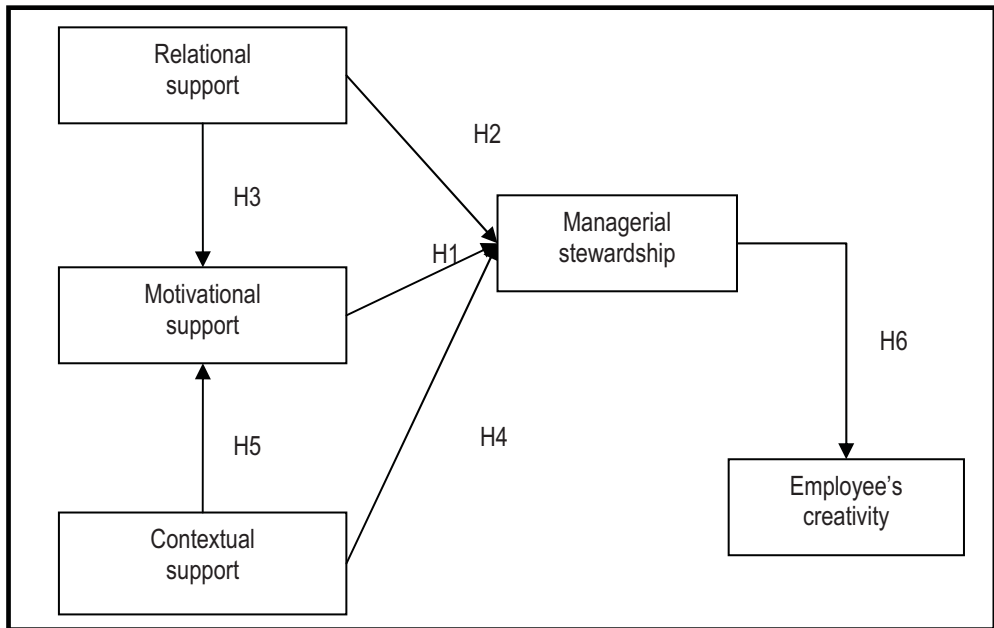 Relational
support
H2
H3
Managerial
stewardship
H1
Motivational
support
H6
H5
H4
Employee's
creativity
Contextual
support